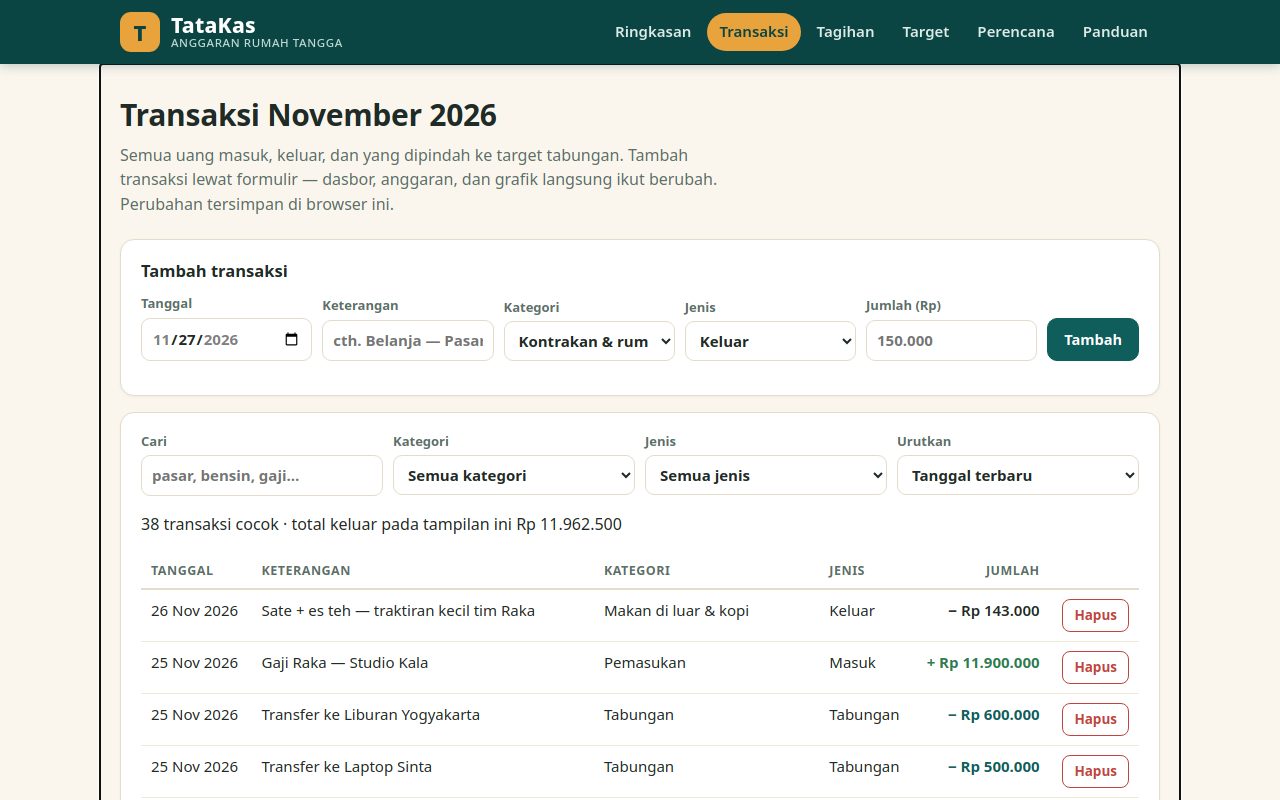 T
TataKas
ANGGARAN RUMAH TANGGA
Ringkasan Transaksi Tagihan Target Perencana Panduan
Transaksi November 2026
Semua uang masuk, keluar, dan yang dipindah ke target tabungan. Tambah
transaksi lewat formulir — dasbor, anggaran, dan grafik langsung ikut berubah.
Perubahan tersimpan di browser ini.
Tambah transaksi
Tanggal Keterangan Kategori Jenis Jumlah (Rp)
11/27/2026 cth. Belanja — Pasar Kontrakan & rum Keluar 150.000 Tambah
Cari Kategori Jenis Urutkan
pasar, bensin, gaji... Semua kategori Semua jenis Tanggal terbaru
38 transaksi cocok · total keluar pada tampilan ini Rp 11.962.500
TANGGAL KETERANGAN KATEGORI JENIS JUMLAH
26 Nov 2026 Sate + es teh — traktiran kecil tim Raka Makan di luar & kopi Keluar − Rp 143.000 Hapus
25 Nov 2026 Gaji Raka — Studio Kala Pemasukan Masuk + Rp 11.900.000 Hapus
25 Nov 2026 Transfer ke Liburan Yogyakarta Tabungan Tabungan − Rp 600.000 Hapus
25 Nov 2026 Transfer ke Laptop Sinta Tabungan Tabungan − Rp 500.000 Hapus